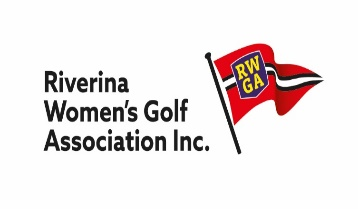 Riverina
Women's Golf
Association Inc.
RW
GA